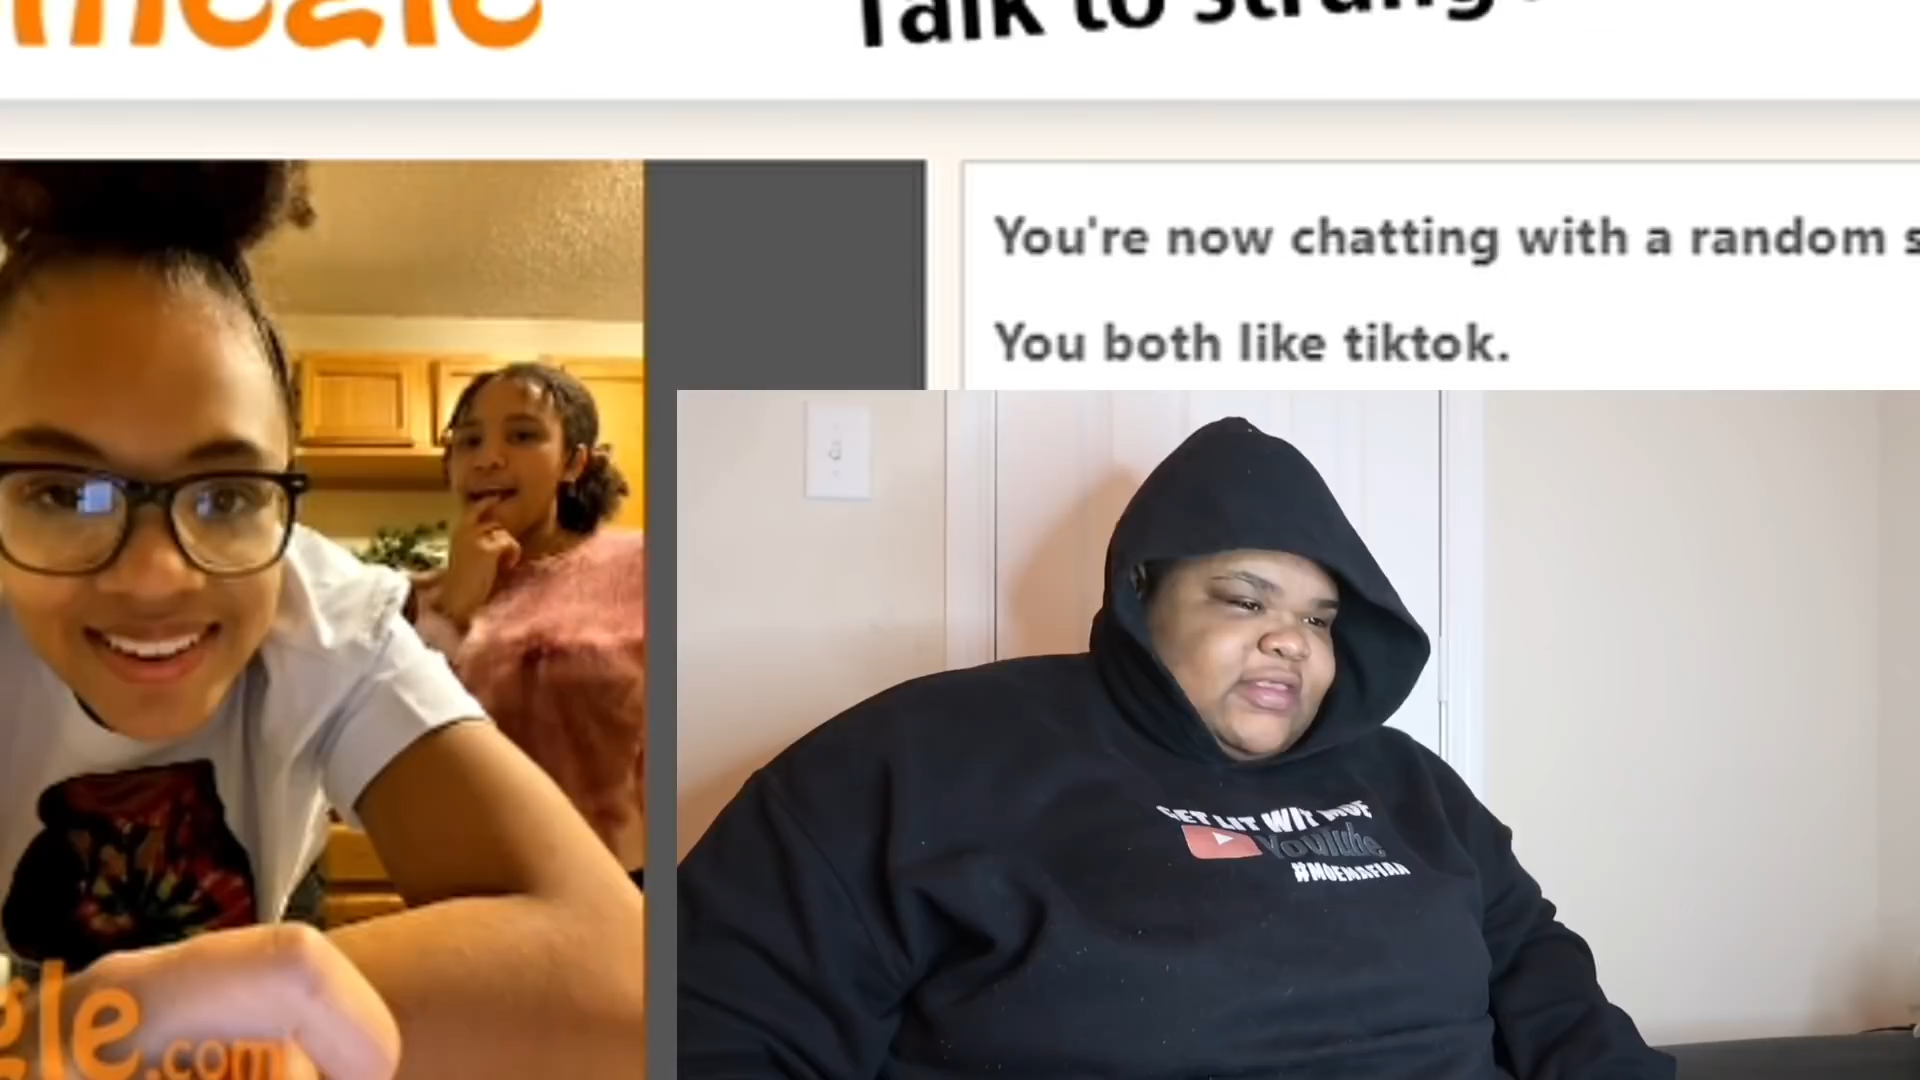 Talk to strang
You're now chatting with a random s
You both like tiktok.
GET LIT WIT MOE
YouTube
#MOEMAFIAA
gle.com